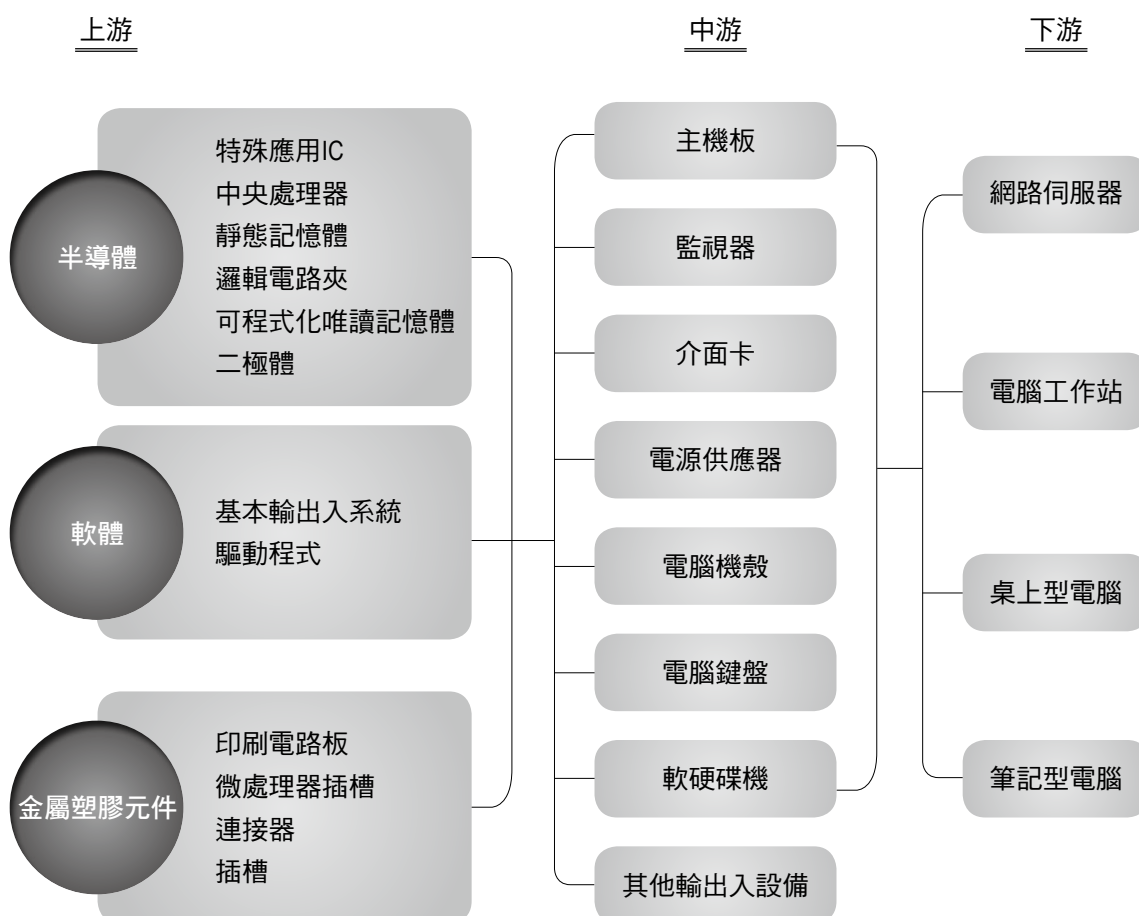 上游
中游
下游
半導體
特殊應用IC
中央處理器
靜態記憶體
邏輯電路夾
可程式化唯讀記憶體
二極體
軟體
基本輸出入系統
驅動程式
金屬塑膠元件
印刷電路板
微處理器插槽
連接器
插槽
主機板
監視器
介面卡
電源供應器
電腦機殼
電腦鍵盤
軟硬碟機
其他輸出入設備
網路伺服器
電腦工作站
桌上型電腦
筆記型電腦